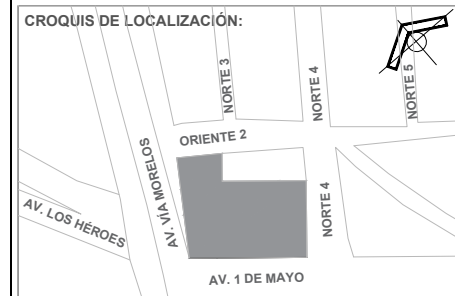 CROQUIS DE LOCALIZACIÓN:
NORTE 3
NORTE 4
NORTE 5
ORIENTE 2
AV. VÍA MORELOS
AV. LOS HÉROES
NORTE 4
AV. 1 DE MAYO